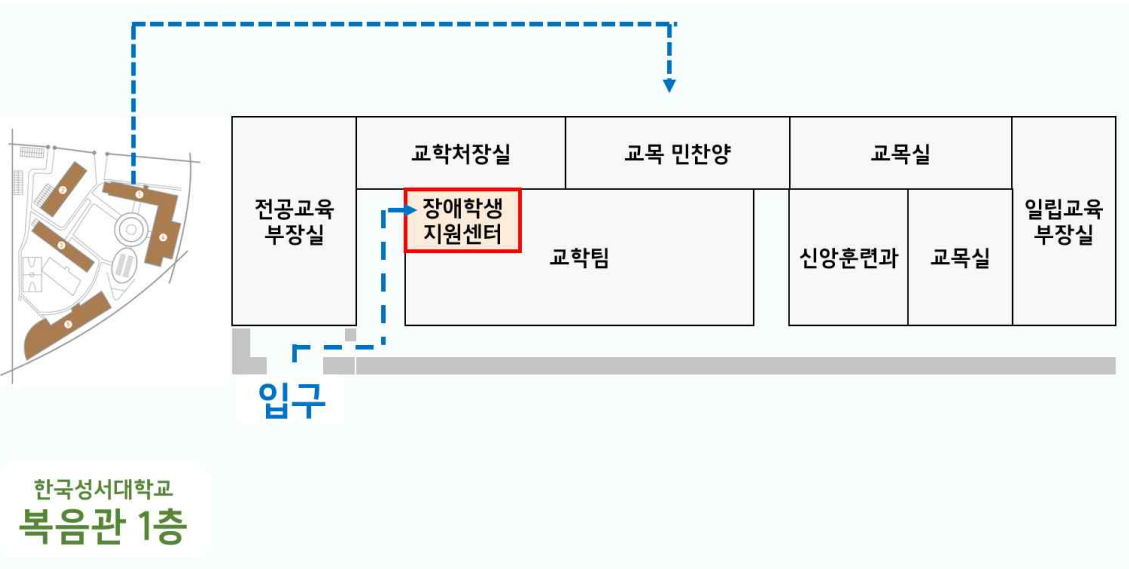 교학처장실
교목 민찬양
교목실
전공교육
부장실
장애학생
지원센터
교학팀
신앙훈련과
교목실
일립교육
부장실
입구
한국성서대학교
복음관 1층